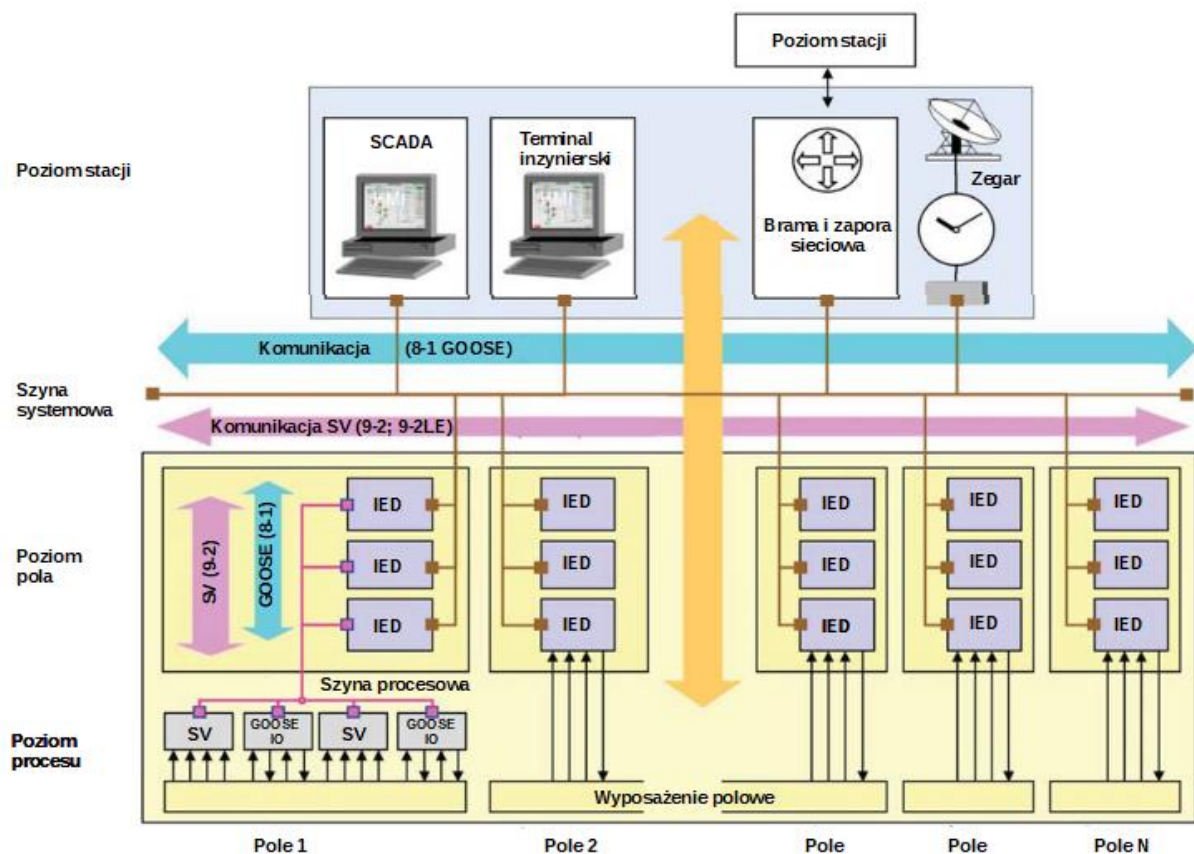 Poziom stacji
SCADA
Terminal
inzynierski
Zegar
Poziom stacji
Brama i zapora
sieciowa
Komunikacja (8-1 GOOSE)
Szyna
systemowa
Komunikacja SV (9-2; 9-2LE)
IED
IED
IED
IED
IED
SV (9-2)
GOOSE (8-1)
Poziom
pola
IED
IED
IED
IED
IED
IED
IED
IED
IED
IED
Szyna procesowa
SV
GOOSE
IO
SV
GOOSE
IO
Poziom
procesu
Wyposażenie polowe
Pole 1
Pole 2
Pole
Pole
Pole N